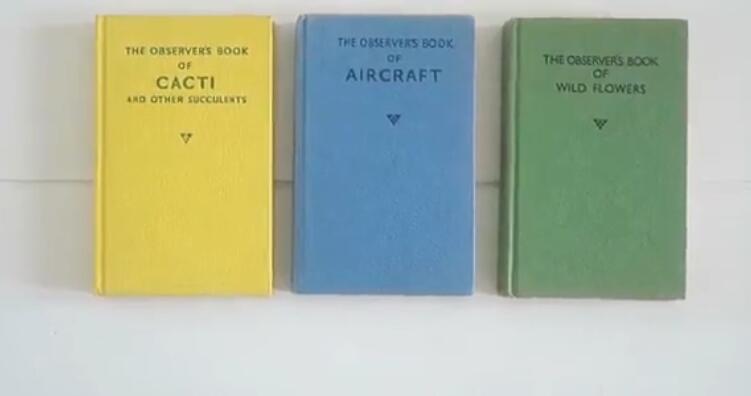 THE OBSERVER'S BOOK
OF
CACTI
AND OTHER SUCCULENTS
THE OBSERVER'S BOOK
OF
AIRCRAFT
THE OBSERVER'S BOOK
OF
WILD FLOWERS